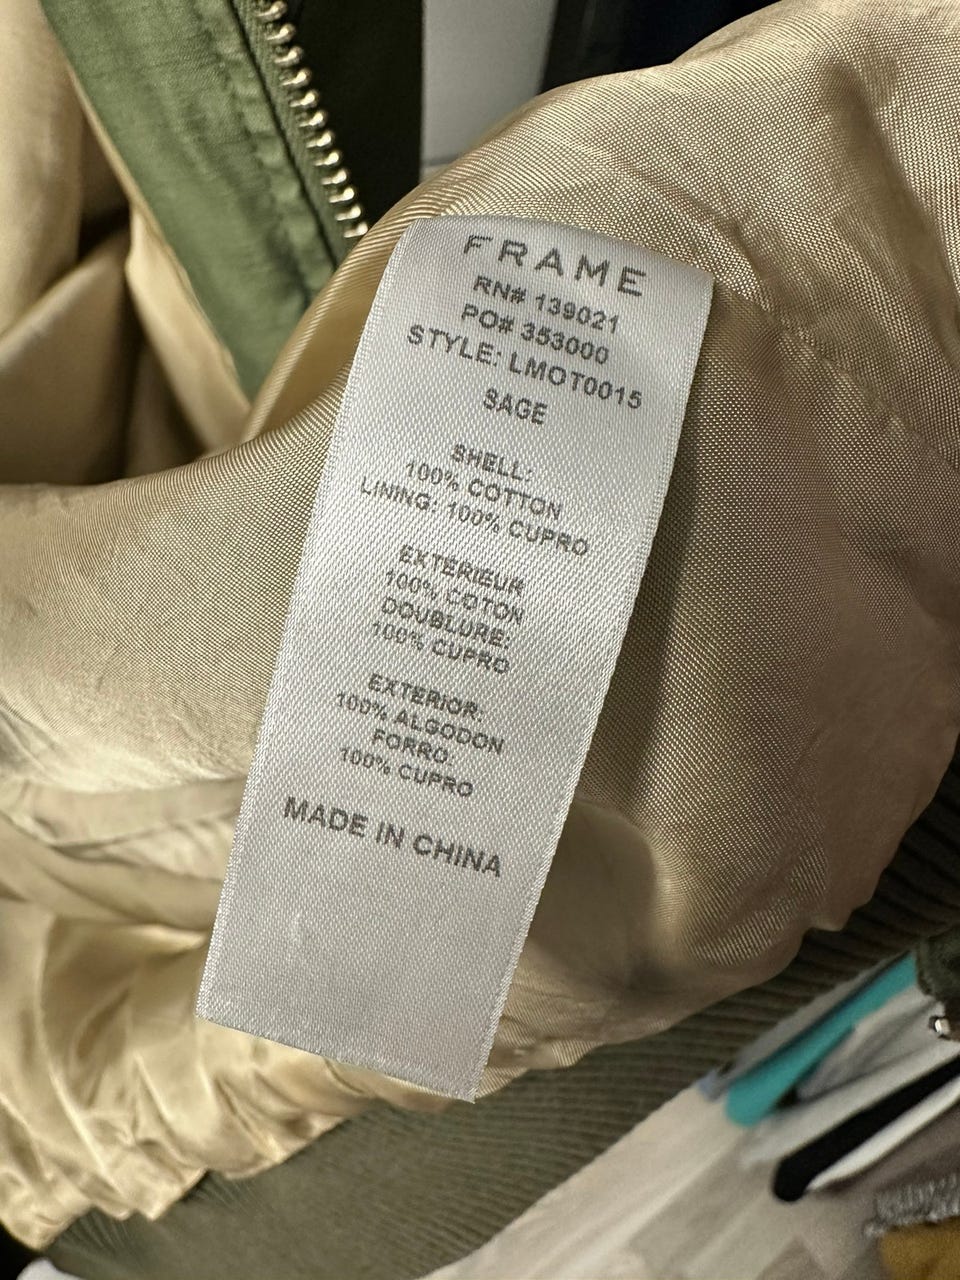 FRAME
RN# 139021
PO# 353000
STYLE: LMOT0015
SAGE
SHELL:
100% COTTON
LINING: 100% CUPRO
EXTERIEUR
100% COTON
DOUBLURE:
100% CUPRO
EXTERIOR:
100% ALGODON
FORRO:
100% CUPRO
MADE IN CHINA